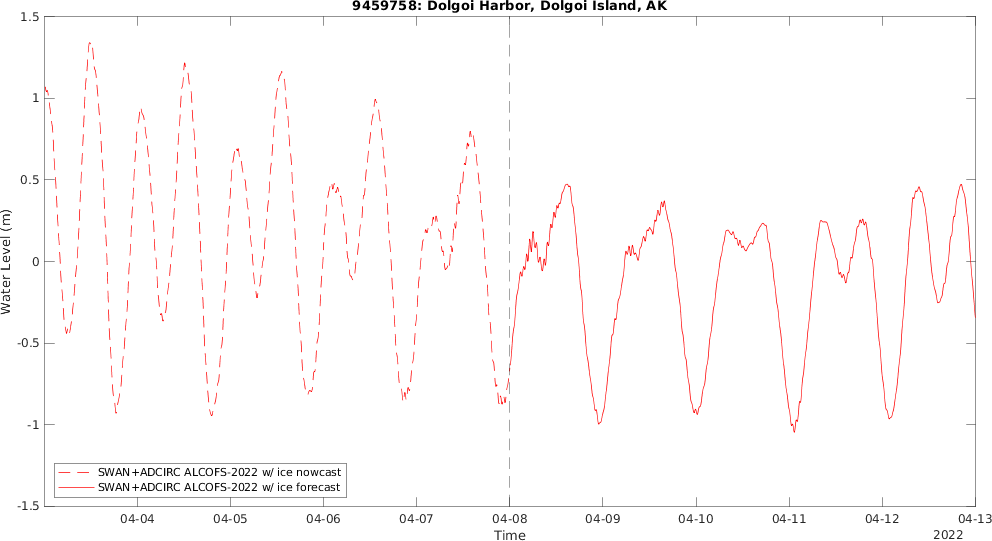 9459758: Dolgoi Harbor, Dolgoi Island, AK
1.5
1
0.5
0
-0.5
-1
-1.5
Water Level (m)
SWAN+ADCIRC ALCOFS-2022 w/ ice nowcast
SWAN+ADCIRC ALCOFS-2022 w/ ice forecast
04-04 04-05 04-06 04-07 04-08 04-09 04-10 04-11 04-12 04-13
Time
2022